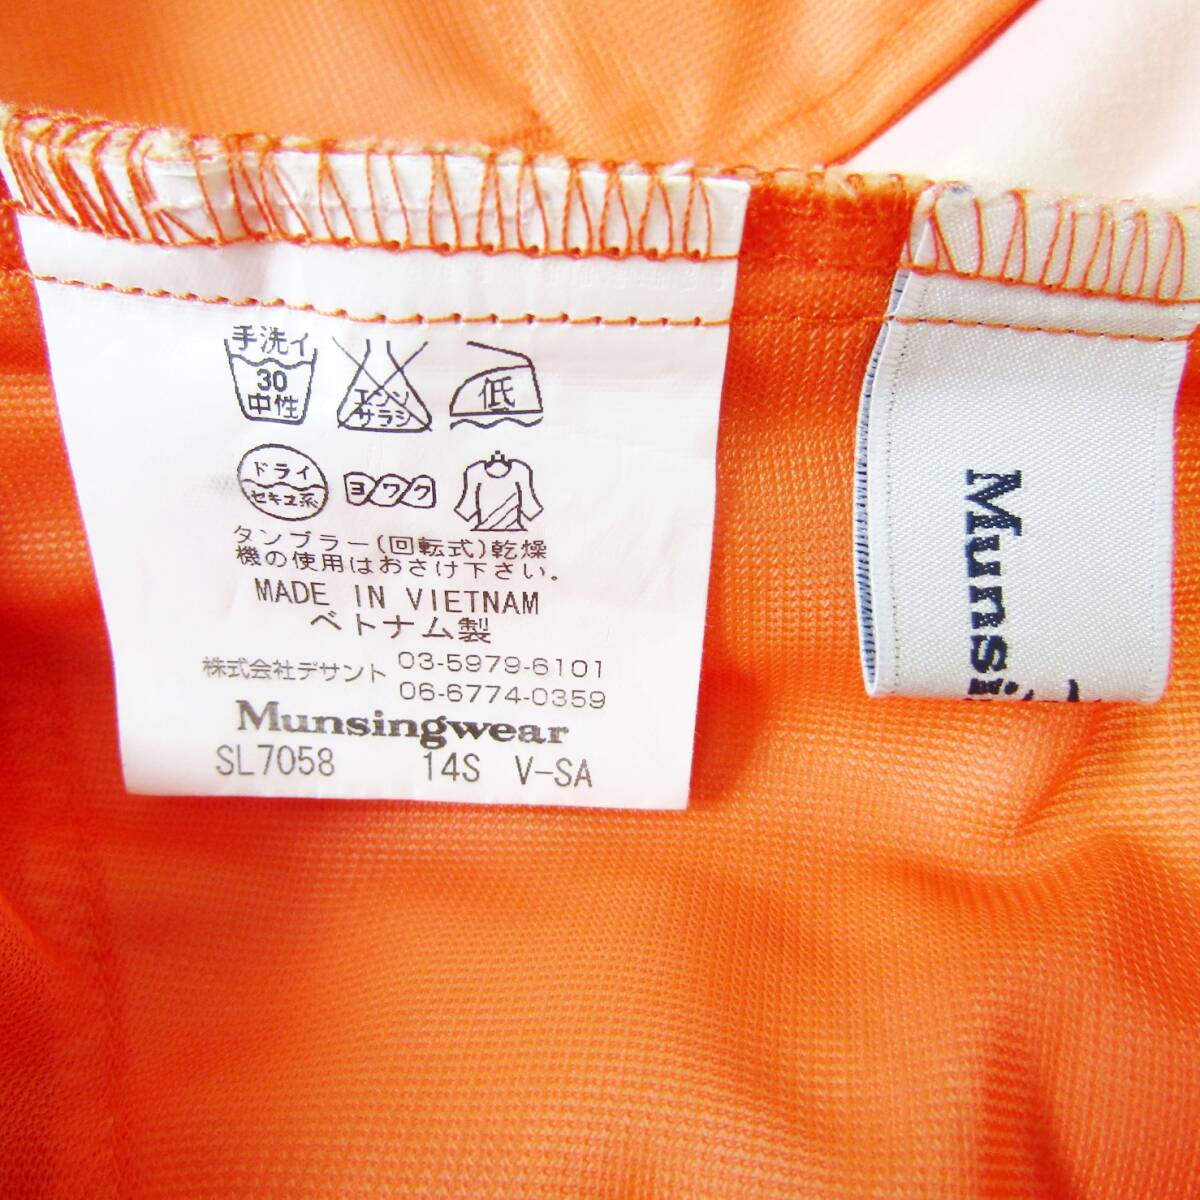 手洗イ
30
中性
エンソ
サラシ
低
ドライ
セキユ系
ヨワク
タンブラー(回転式)乾燥
機の使用はおさけ下さい。
MADE IN VIETNAM
ベトナム製
株式会社デサント 03-5979-6101
06-6774-0359
Munsingwear
SL7058 14S V-SA
Munsi